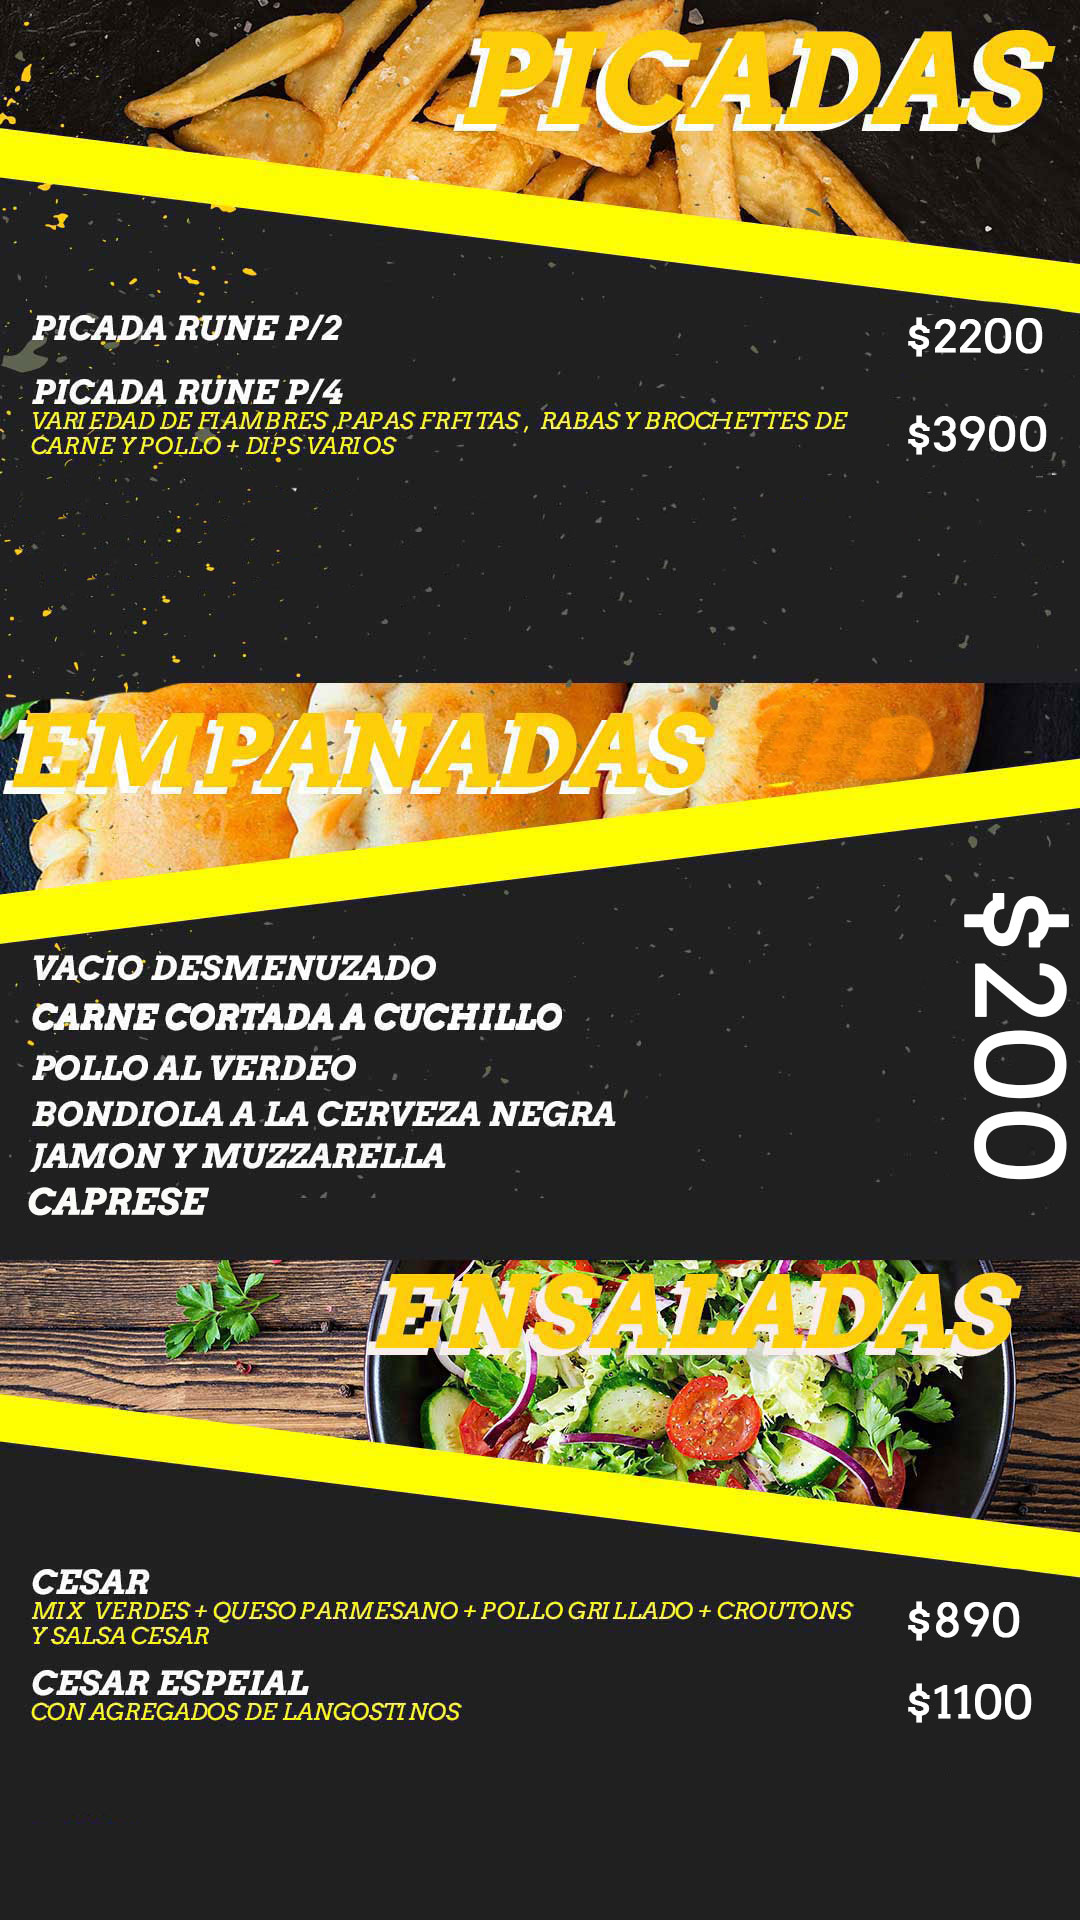 PICADAS
PICADA RUNE P/2
$2200
PICADA RUNE P/4
VARIEDAD DE FIAMBRES ,PAPAS FRFITAS , RABAS Y BROCHETTES DE
CARNE Y POLLO + DIPS VARIOS
$3900
EMPANADAS
VACIO DESMENUZADO
CARNE CORTADA A CUCHILLO
POLLO AL VERDEO
BONDIOLA A LA CERVEZA NEGRA
JAMON Y MUZZARELLA
CAPRESE
$200
ENSALADAS
CESAR
MIX VERDES + QUESO PARMESANO + POLLO GRILLADO + CROUTONS
Y SALSA CESAR
$890
CESAR ESPEIAL
CON AGREGADOS DE LANGOSTINOS
$1100